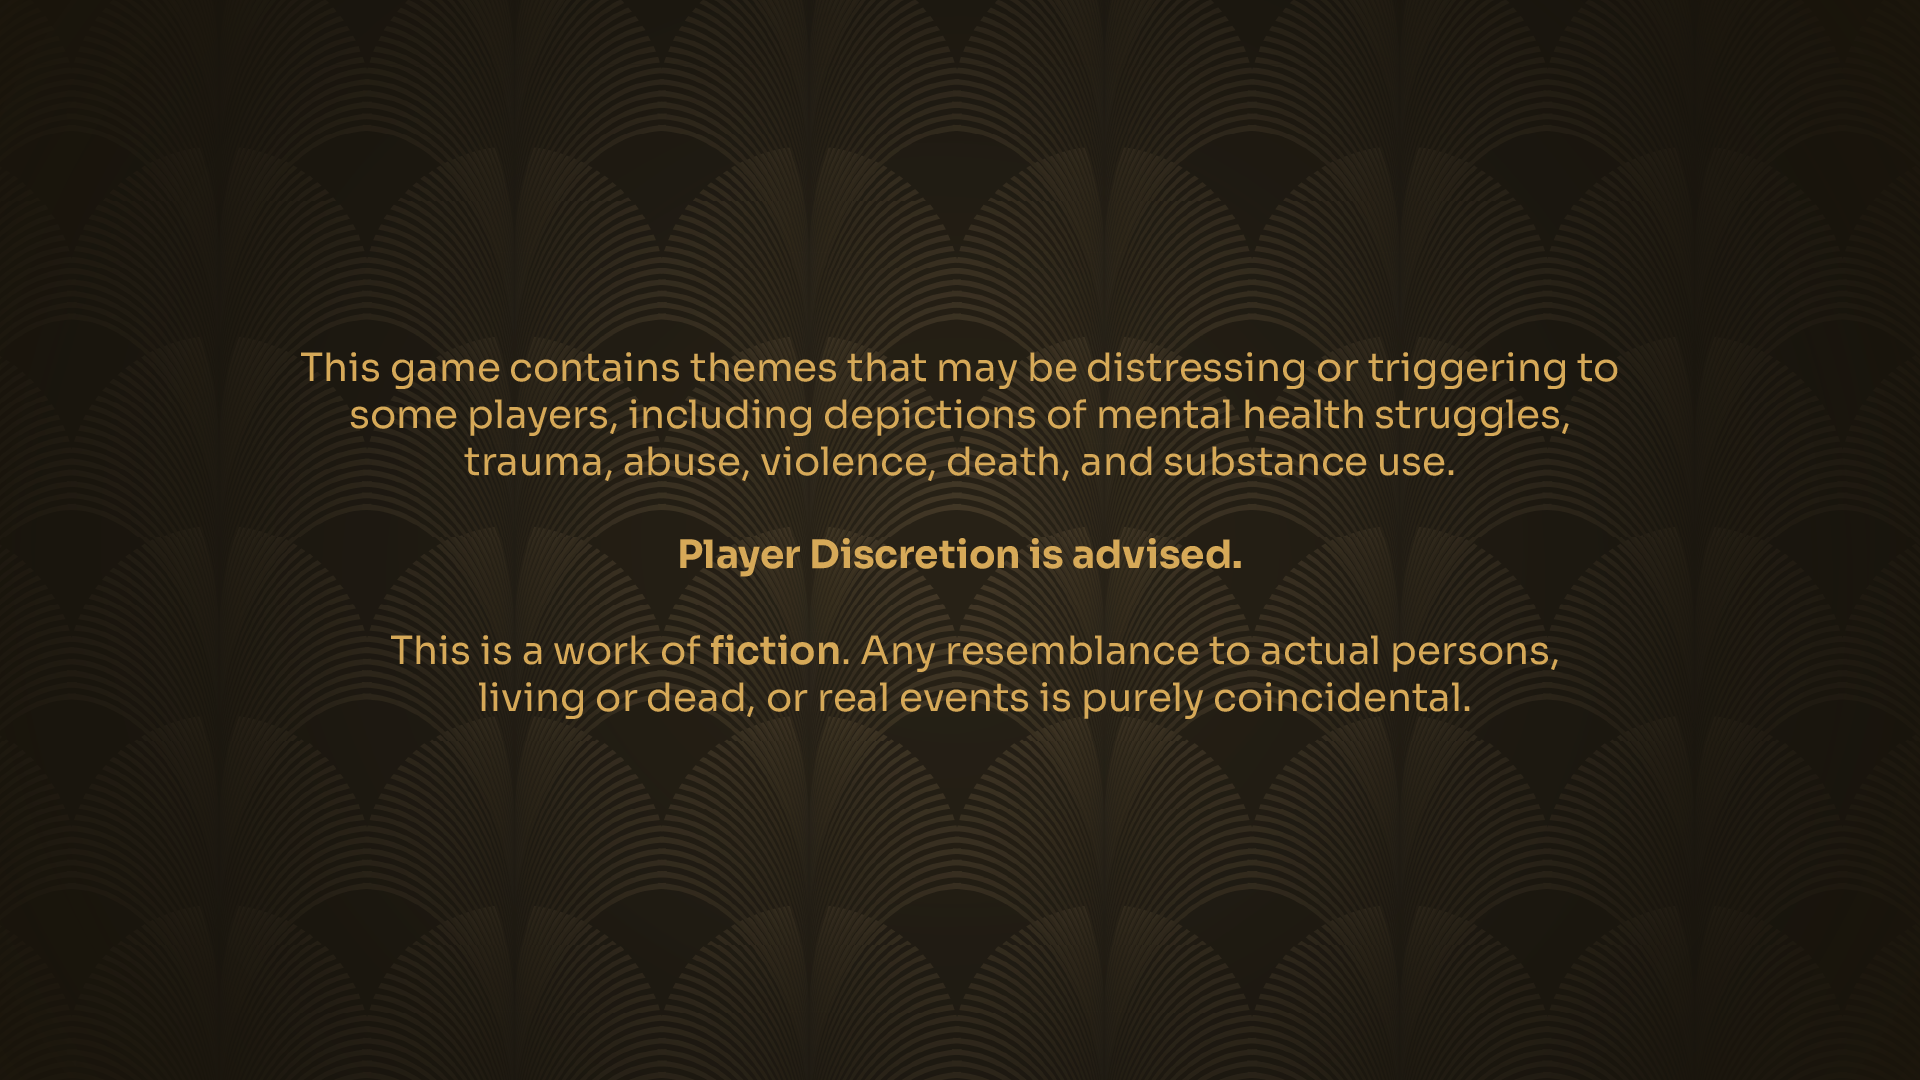 This game contains themes that may be distressing or triggering to
some players, including depictions of mental health struggles,
trauma, abuse, violence, death, and substance use.
Player Discretion is advised.
This is a work of fiction. Any resemblance to actual persons,
living or dead, or real events is purely coincidental.